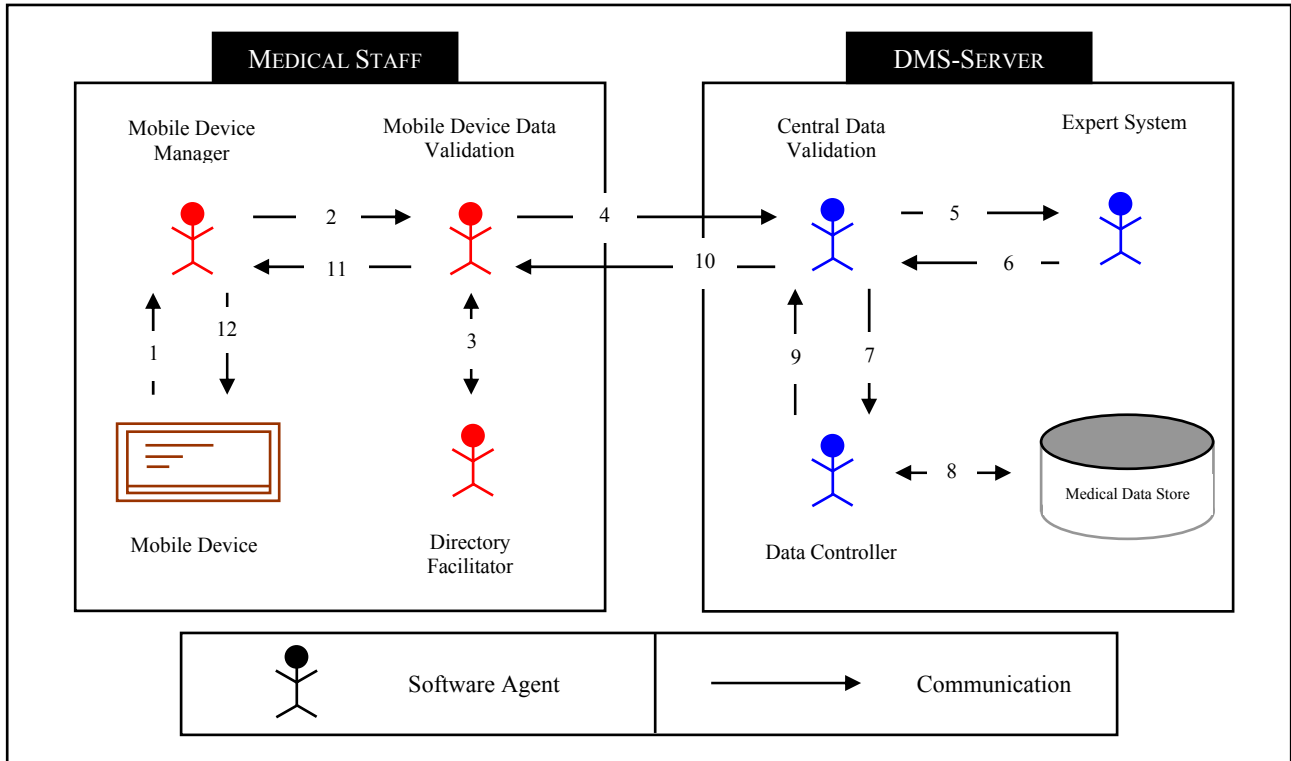 MEDICAL STAFF
DMS-SERVER
Mobile Device
Manager
Mobile Device Data
Validation
Central Data
Validation
Expert System
2
4
5
11
10
6
1
12
3
9
7
8
Medical Data Store
Mobile Device
Directory
Facilitator
Data Controller
Software Agent
Communication